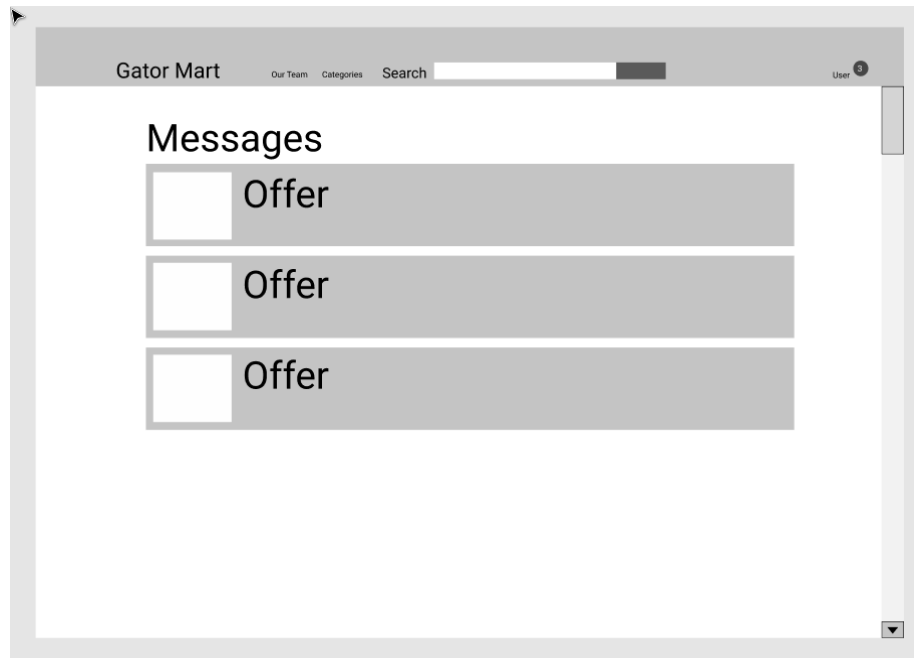 Gator Mart Our Team Categories Search User 3
Messages
Offer
Offer
Offer